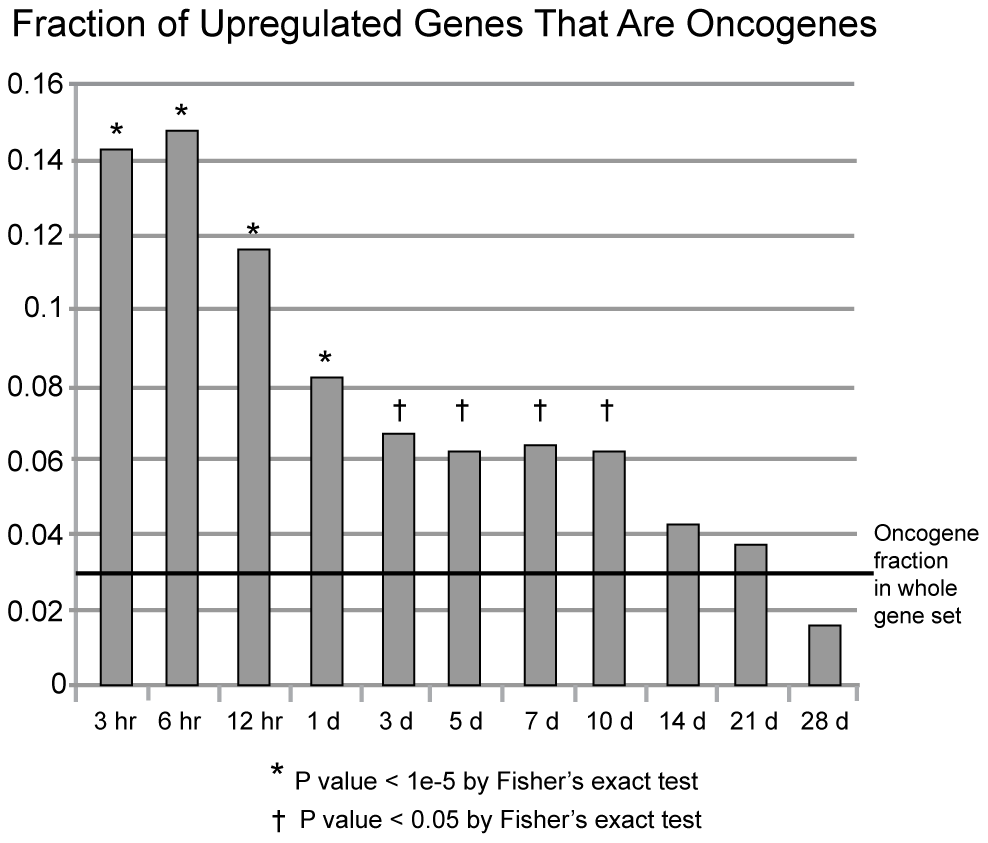 Fraction of Upregulated Genes That Are Oncogenes
0.16
0.14
0.12
0.1
0.08
0.06
0.04
0.02
0
* * * * † † † †
Oncogene
fraction
in whole
gene set
3 hr 6 hr 12 hr 1 d 3 d 5 d 7 d 10 d 14 d 21 d 28 d
* P value < 1e-5 by Fisher’s exact test
† P value < 0.05 by Fisher’s exact test